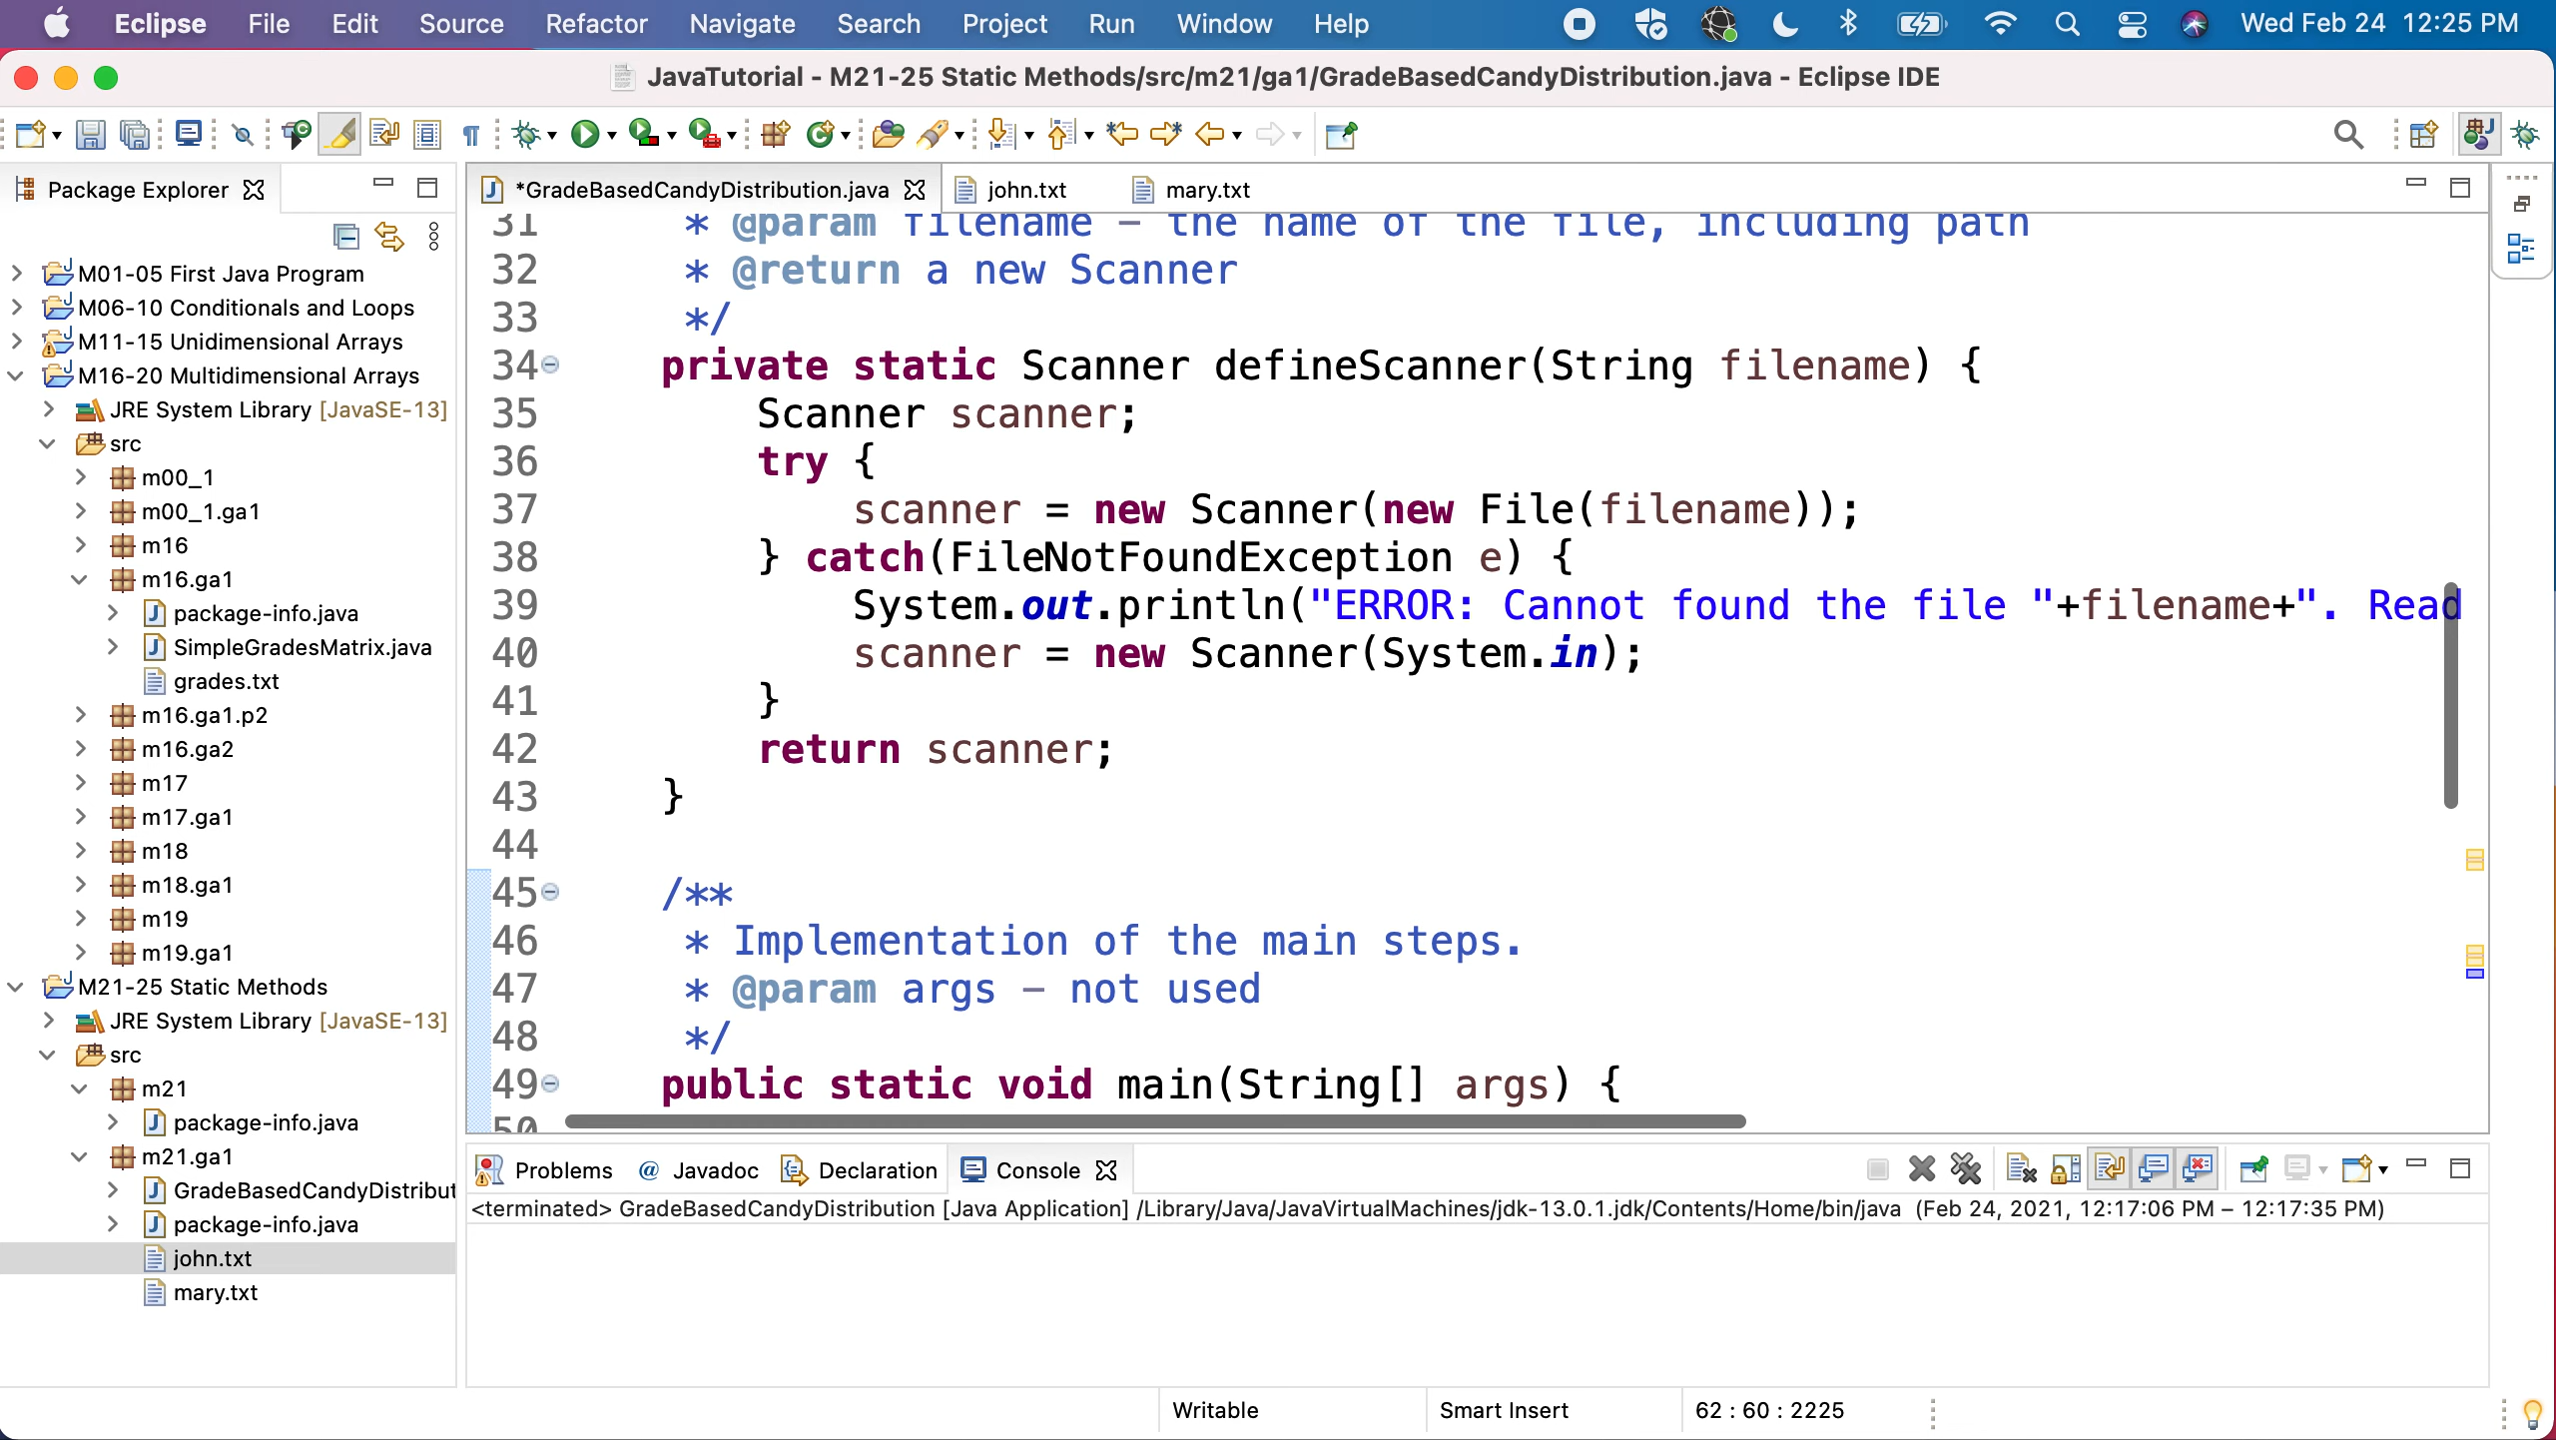 Eclipse File Edit Source Refactor Navigate Search Project Run Window Help Wed Feb 24 12:25 PM
JavaTutorial - M21-25 Static Methods/src/m21/ga1/GradeBasedCandyDistribution.java - Eclipse IDE
Package Explorer
M01-05 First Java Program
M06-10 Conditionals and Loops
M11-15 Unidimensional Arrays
M16-20 Multidimensional Arrays
JRE System Library [JavaSE-13]
src
m00_1
m00_1.ga1
m16
m16.ga1
package-info.java
SimpleGradesMatrix.java
grades.txt
m16.ga1.p2
m16.ga2
m17
m17.ga1
m18
m18.ga1
m19
m19.ga1
M21-25 Static Methods
JRE System Library [JavaSE-13]
src
m21
package-info.java
m21.ga1
GradeBasedCandyDistribut
package-info.java
john.txt
mary.txt
*GradeBasedCandyDistribution.java john.txt mary.txt
31 * @param filename – the name of the file, including path
32 * @return a new Scanner
33 */
34 private static Scanner defineScanner(String filename) {
35 Scanner scanner;
36 try {
37 scanner = new Scanner(new File(filename));
38 } catch(FileNotFoundException e) {
39 System.out.println("ERROR: Cannot found the file "+filename+". Read
40 scanner = new Scanner(System.in);
41 }
42 return scanner;
43 }
44
45 /**
46 * Implementation of the main steps.
47 * @param args – not used
48 */
49 public static void main(String[] args) {
50
Problems @ Javadoc Declaration Console
<terminated> GradeBasedCandyDistribution [Java Application] /Library/Java/JavaVirtualMachines/jdk-13.0.1.jdk/Contents/Home/bin/java (Feb 24, 2021, 12:17:06 PM – 12:17:35 PM)
Writable Smart Insert 62 : 60 : 2225